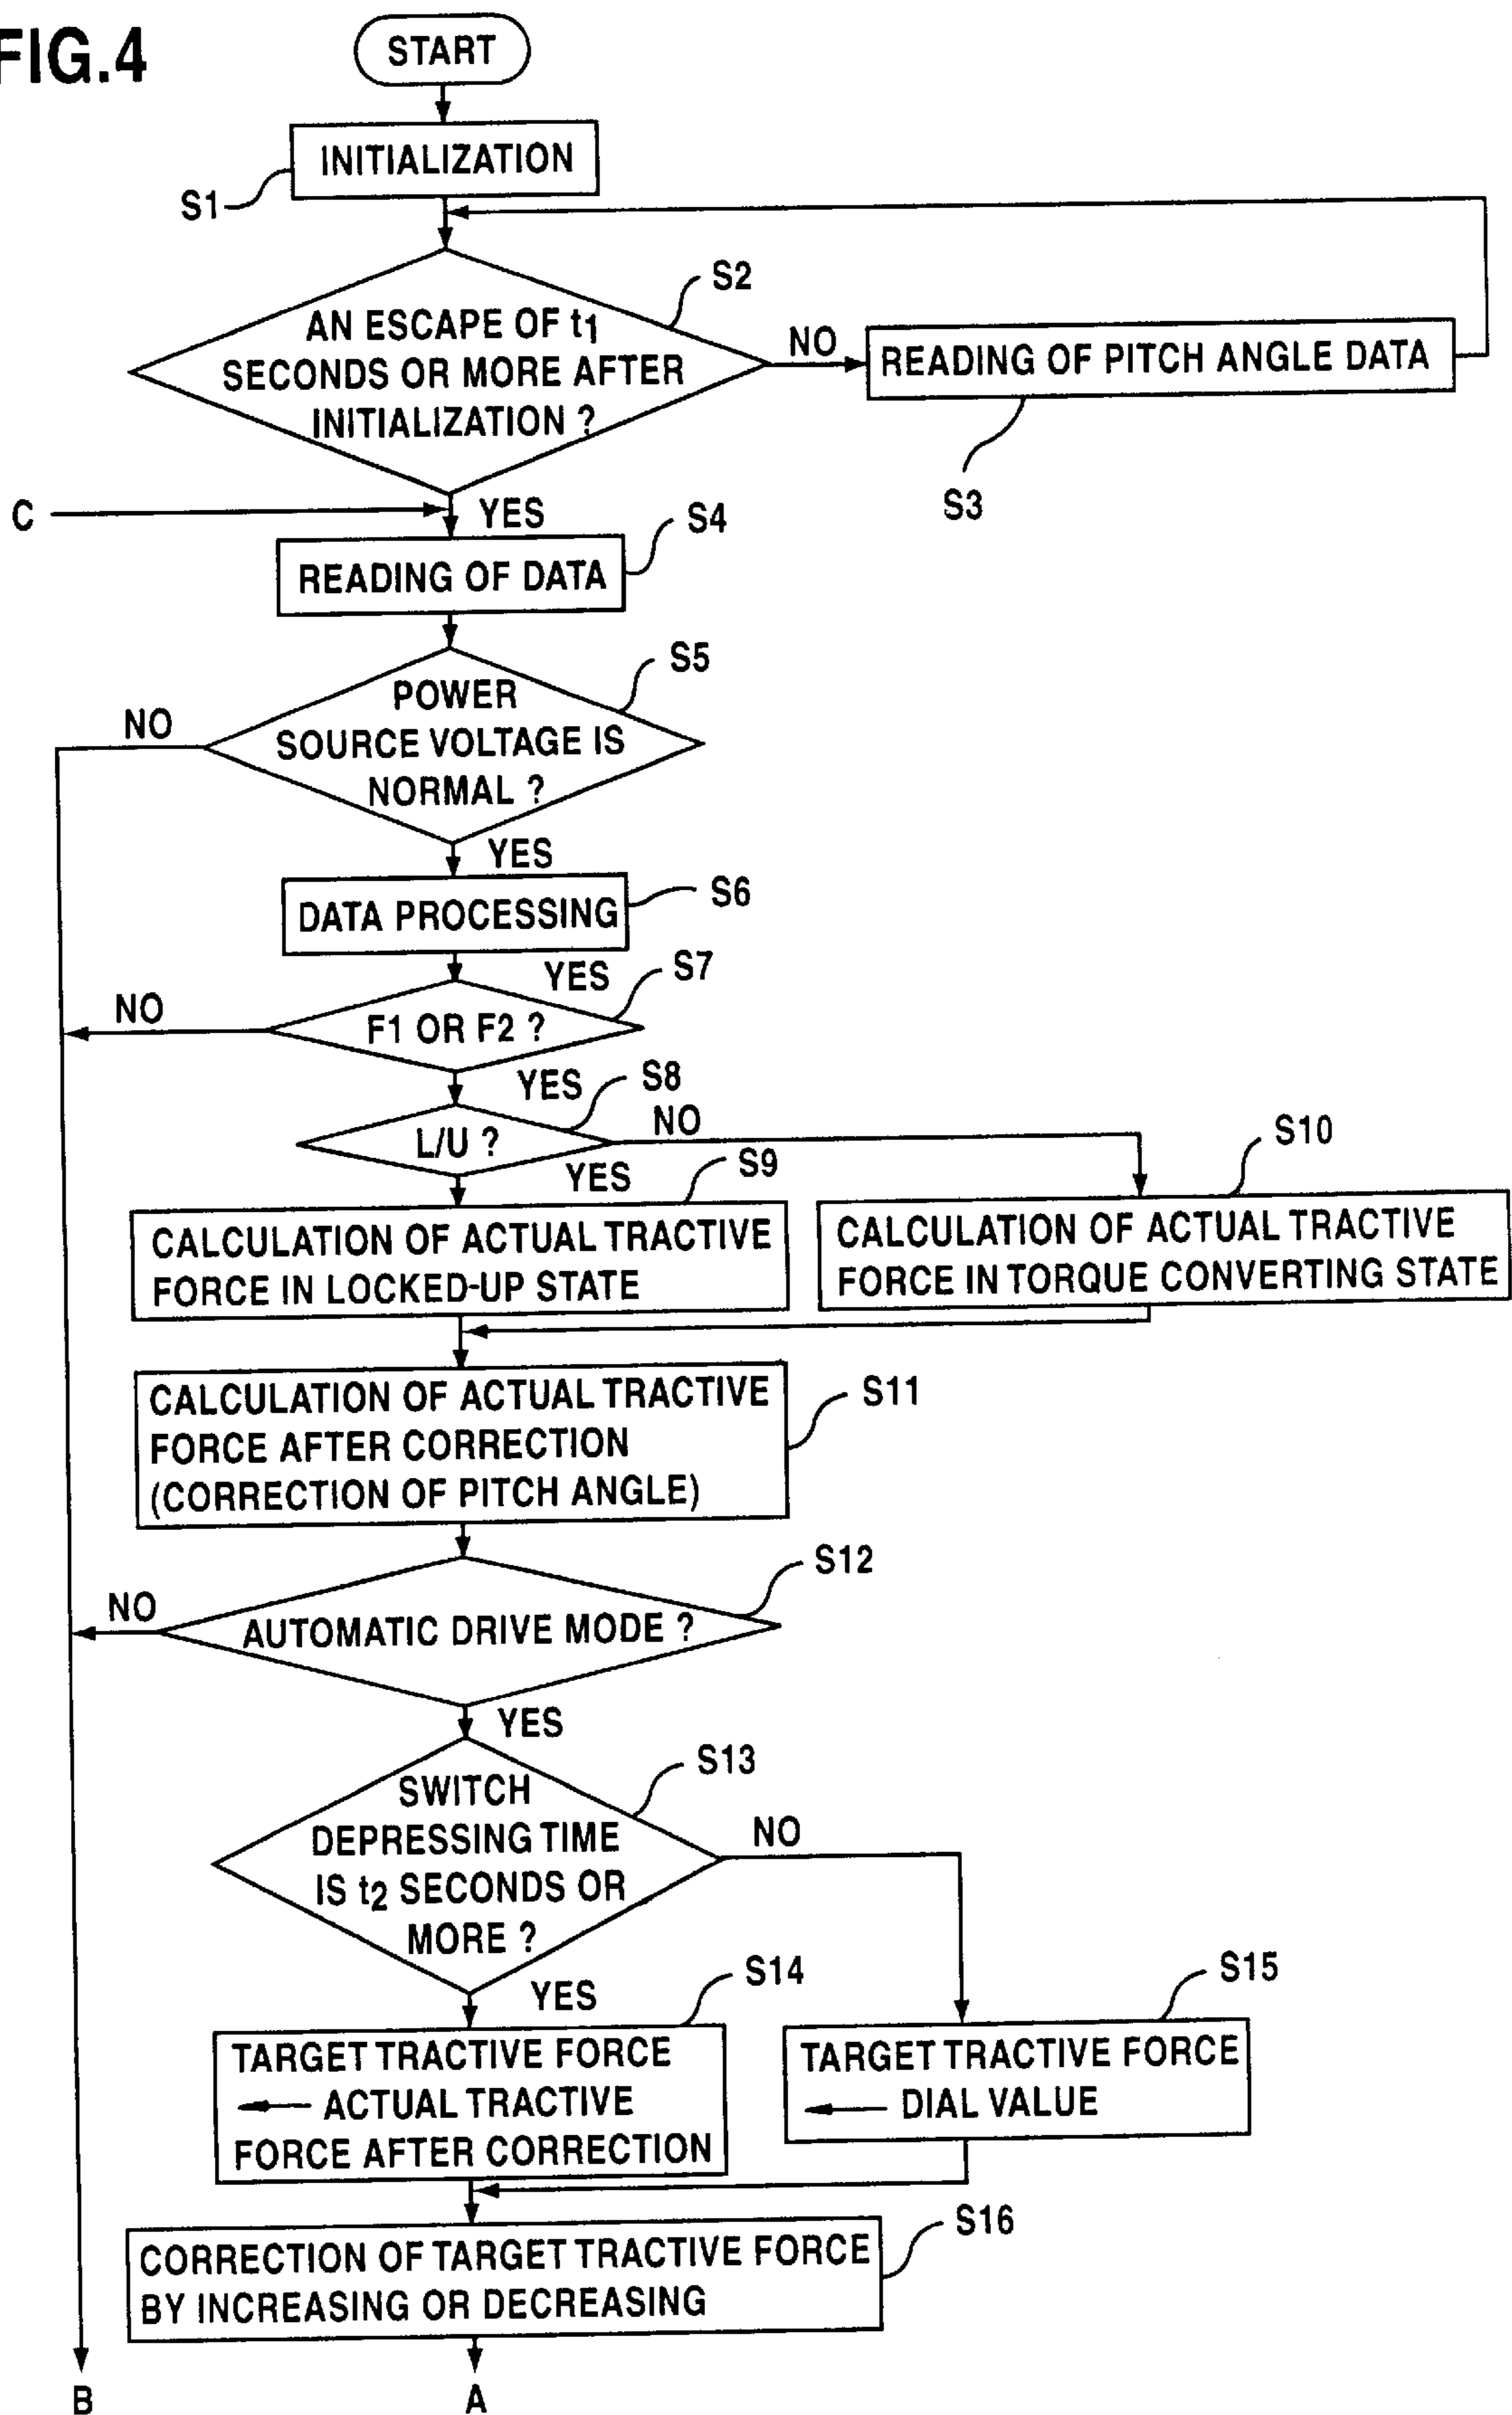 FIG.4
START
INITIALIZATION
S1
S2
AN ESCAPE OF t1
SECONDS OR MORE AFTER
INITIALIZATION ?
NO
READING OF PITCH ANGLE DATA
S3
C
YES
S4
READING OF DATA
S5
POWER
SOURCE VOLTAGE IS
NORMAL ?
NO
YES
S6
DATA PROCESSING
YES
S7
F1 OR F2 ?
NO
YES
S8
L/U ?
NO
YES
S9
S10
CALCULATION OF ACTUAL TRACTIVE
FORCE IN LOCKED-UP STATE
CALCULATION OF ACTUAL TRACTIVE
FORCE IN TORQUE CONVERTING STATE
CALCULATION OF ACTUAL TRACTIVE
FORCE AFTER CORRECTION
(CORRECTION OF PITCH ANGLE)
S11
S12
AUTOMATIC DRIVE MODE ?
NO
YES
S13
SWITCH
DEPRESSING TIME
IS t2 SECONDS OR
MORE ?
NO
YES
S14
S15
TARGET TRACTIVE FORCE
← ACTUAL TRACTIVE
FORCE AFTER CORRECTION
TARGET TRACTIVE FORCE
← DIAL VALUE
S16
CORRECTION OF TARGET TRACTIVE FORCE
BY INCREASING OR DECREASING
B
A